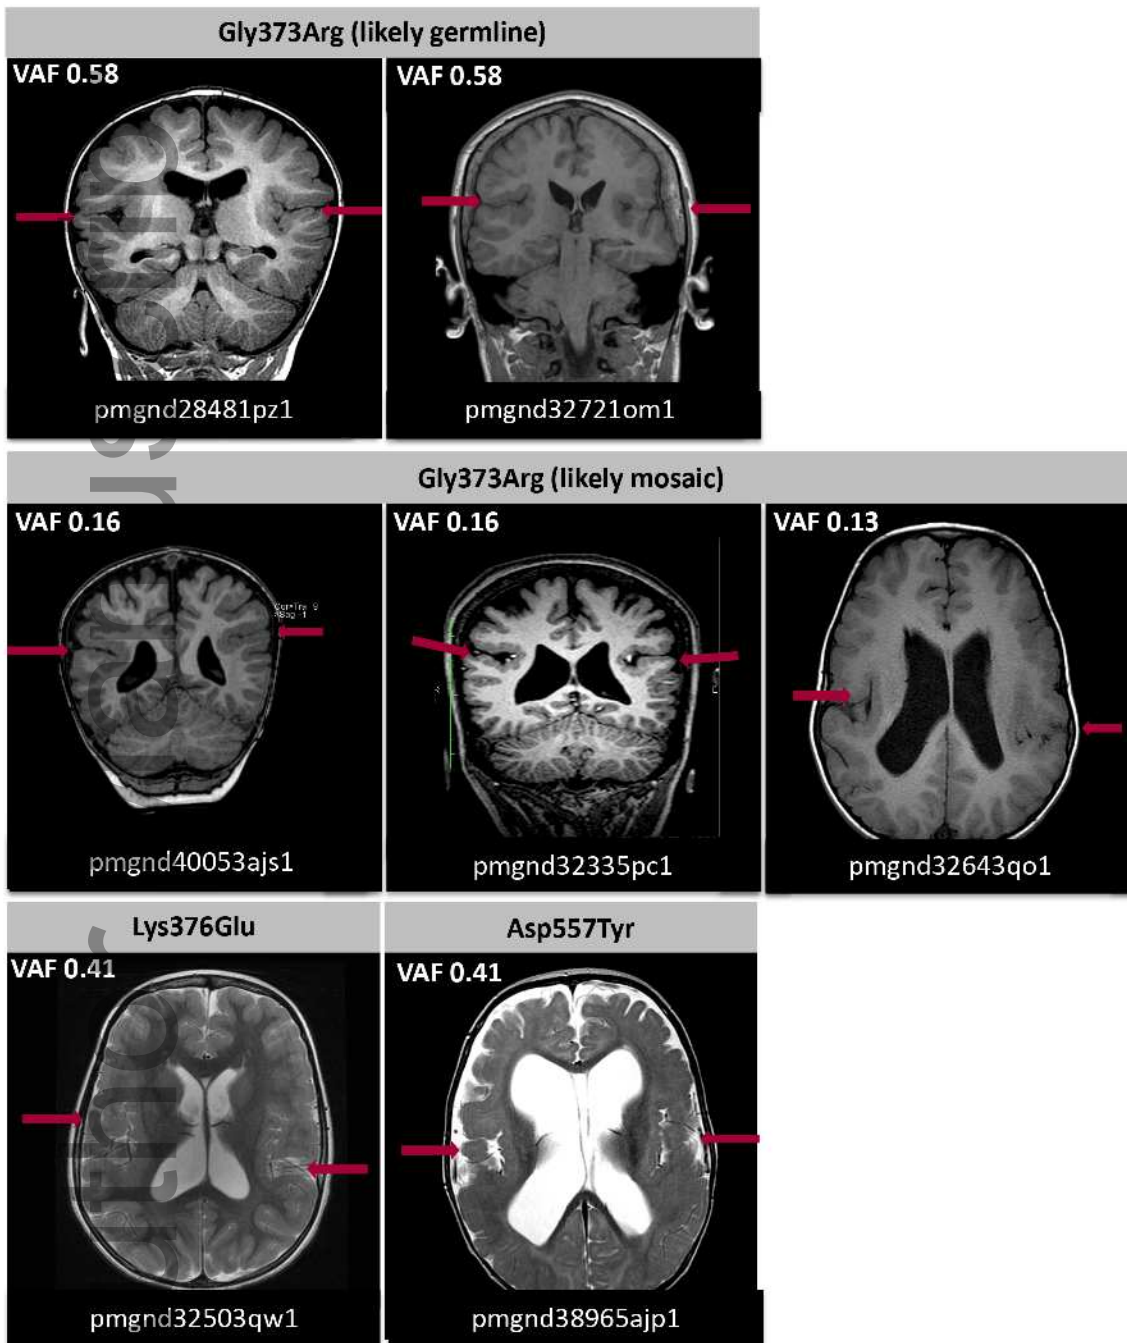 Gly373Arg (likely germline)
VAF 0.58
VAF 0.58
pmgnd28481pz1
pmgnd32721om1
Gly373Arg (likely mosaic)
VAF 0.16
VAF 0.16
VAF 0.13
pmgnd40053ajs1
pmgnd32335pc1
pmgnd32643qo1
Lys376Glu
Asp557Tyr
VAF 0.41
VAF 0.41
pmgnd32503qw1
pmgnd38965ajp1